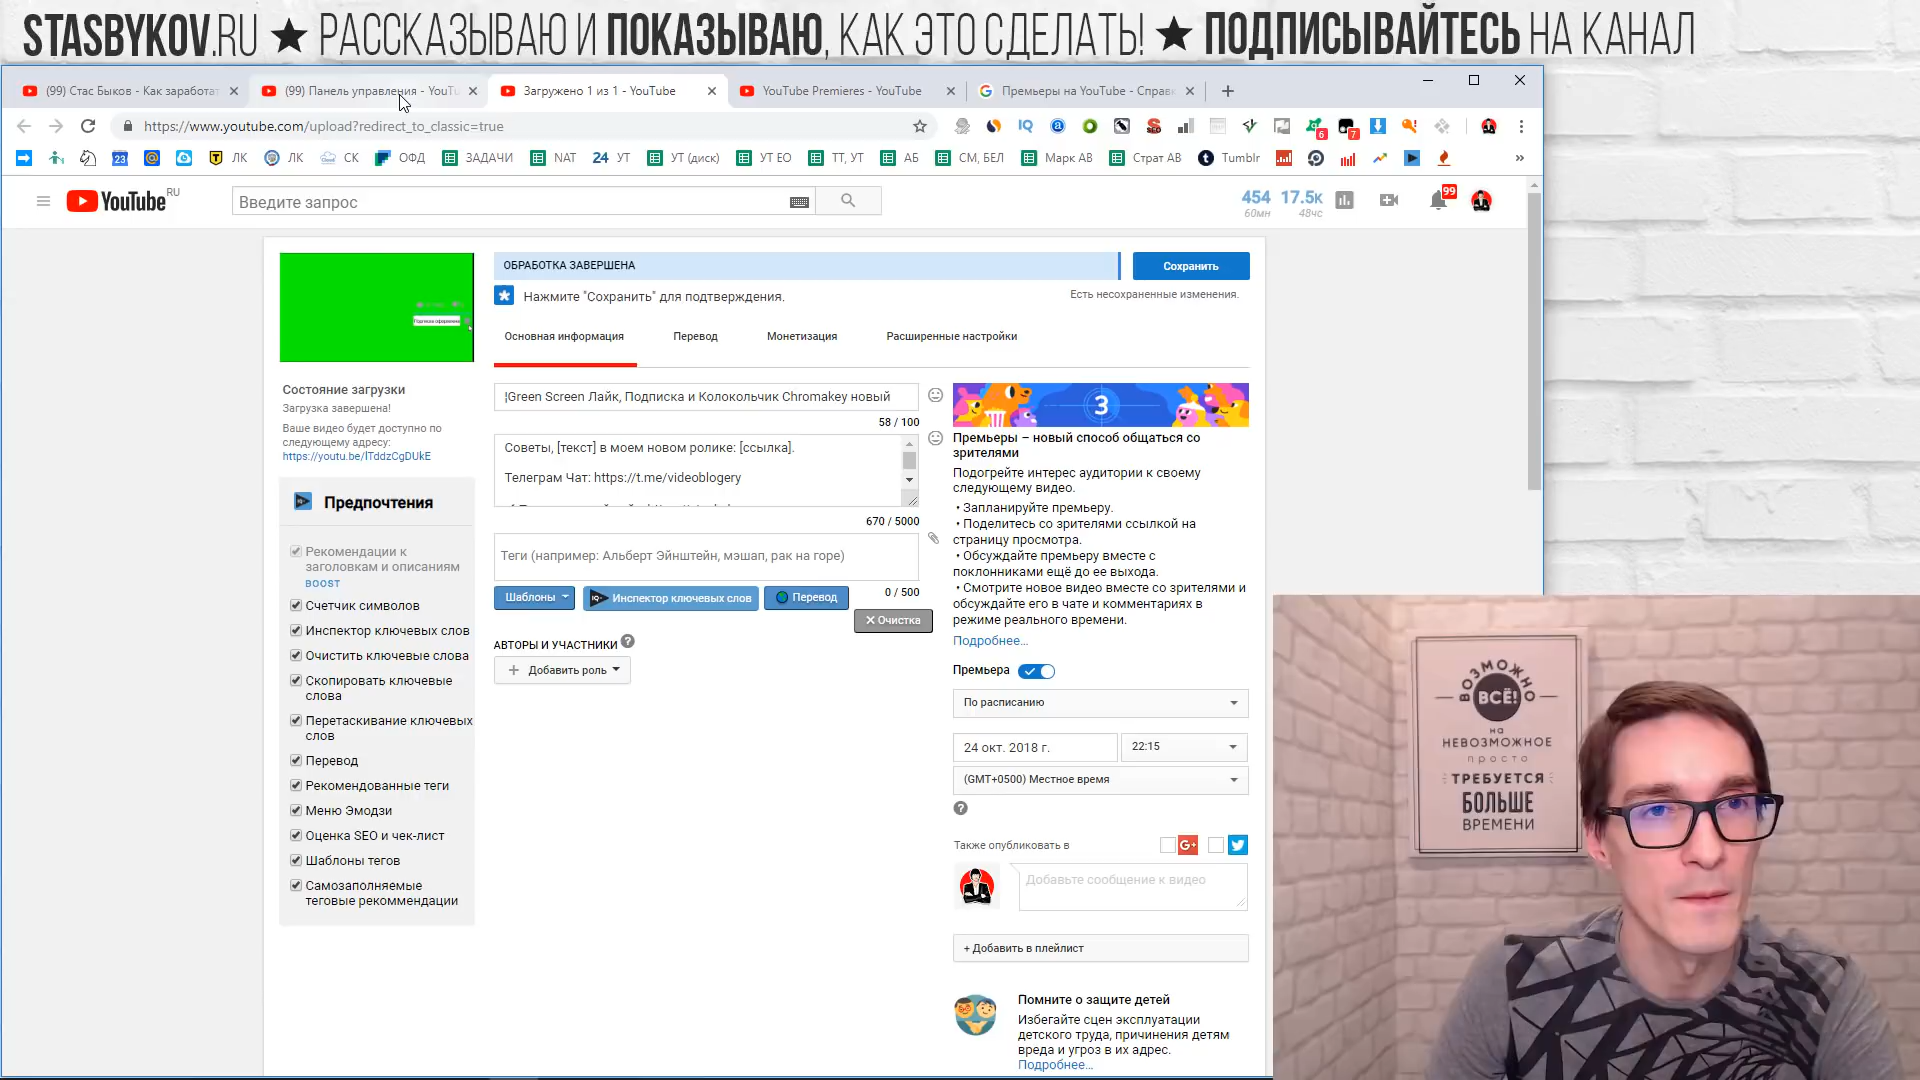 STASBYKOV.RU ★ РАССКАЗЫВАЮ И ПОКАЗЫВАЮ, КАК ЭТО СДЕЛАТЬ! ★ ПОДПИСЫВАЙТЕСЬ НА КАНАЛ
(99) Стас Быков - Как заработат
(99) Панель управления - YouTu
Загружено 1 из 1 - YouTube
YouTube Premieres - YouTube
Премьеры на YouTube - Справк
https://www.youtube.com/upload?redirect_to_classic=true
6
7
23
ЛК
ЛК
СК
ОФД
ЗАДАЧИ
NAT
24 УТ
УТ (диск)
УТ ЕО
ТТ, УТ
АБ
СМ, БЕЛ
Марк АВ
Страт АВ
Tumblr
»
YouTube RU
Введите запрос
454 17.5K
60мн 48чс
99
ОБРАБОТКА ЗАВЕРШЕНА
Сохранить
Нажмите "Сохранить" для подтверждения.
Есть несохраненные изменения.
Основная информация
Перевод
Монетизация
Расширенные настройки
Состояние загрузки
Загрузка завершена!
Ваше видео будет доступно по
следующему адресу:
https://youtu.be/lTddzCgDUkE
Предпочтения
Рекомендации к
заголовкам и описаниям
BOOST
Счетчик символов
Инспектор ключевых слов
Очистить ключевые слова
Скопировать ключевые
слова
Перетаскивание ключевых
слов
Перевод
Рекомендованные теги
Меню Эмодзи
Оценка SEO и чек-лист
Шаблоны тегов
Самозаполняемые
теговые рекомендации
¦Green Screen Лайк, Подписка и Колокольчик Chromakey новый
58 / 100
Советы, [текст] в моем новом ролике: [ссылка].
Телеграм Чат: https://t.me/videoblogery
670 / 5000
Теги (например: Альберт Эйнштейн, мэшап, рак на горе)
Шаблоны
Инспектор ключевых слов
Перевод
0 / 500
✕ Очистка
АВТОРЫ И УЧАСТНИКИ ?
+ Добавить роль
3
Премьеры – новый способ общаться со
зрителями
Подогрейте интерес аудитории к своему
следующему видео.
• Запланируйте премьеру.
• Поделитесь со зрителями ссылкой на
страницу просмотра.
• Обсуждайте премьеру вместе с
поклонниками ещё до ее выхода.
• Смотрите новое видео вместе со зрителями и
обсуждайте его в чате и комментариях в
режиме реального времени.
Подробнее...
Премьера
По расписанию
24 окт. 2018 г.
22:15
(GMT+0500) Местное время
?
Также опубликовать в
G+
Добавьте сообщение к видео
+ Добавить в плейлист
Помните о защите детей
Избегайте сцен эксплуатации
детского труда, причинения детям
вреда и угроз в их адрес.
Подробнее...
ВОЗМОЖНО
ВСЁ!
на
НЕВОЗМОЖНОЕ
просто
ТРЕБУЕТСЯ
БОЛЬШЕ
ВРЕМЕНИ